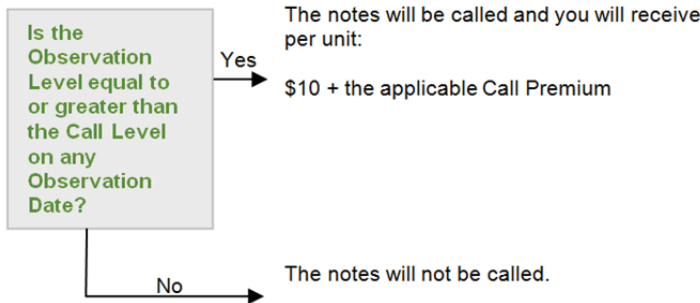 Is the
Observation
Level equal to
or greater than
the Call Level
on any
Observation
Date?
Yes
The notes will be called and you will receive
per unit:
$10 + the applicable Call Premium
No
The notes will not be called.